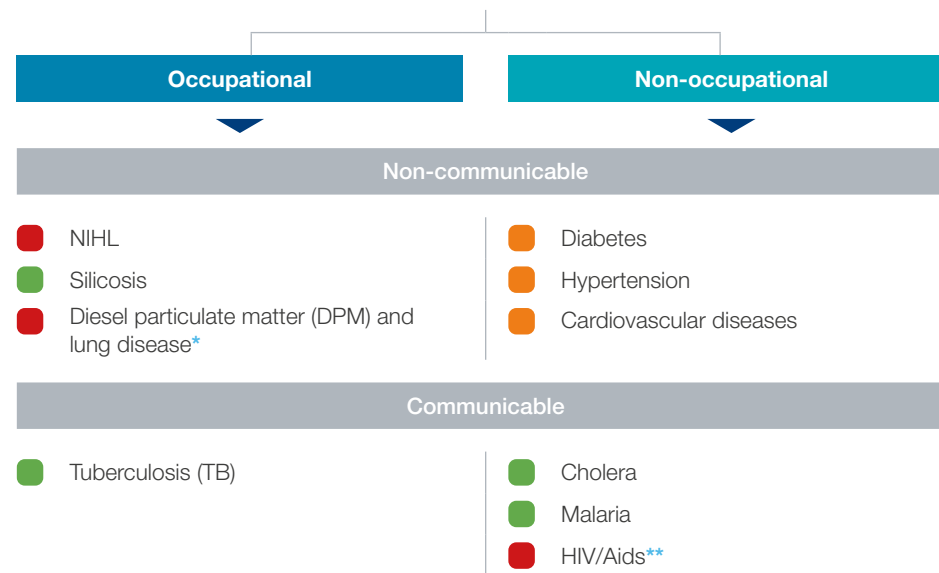 Occupational
Non-occupational
Non-communicable
NIHL
Silicosis
Diesel particulate matter (DPM) and
lung disease*
Diabetes
Hypertension
Cardiovascular diseases
Communicable
Tuberculosis (TB)
Cholera
Malaria
HIV/Aids**